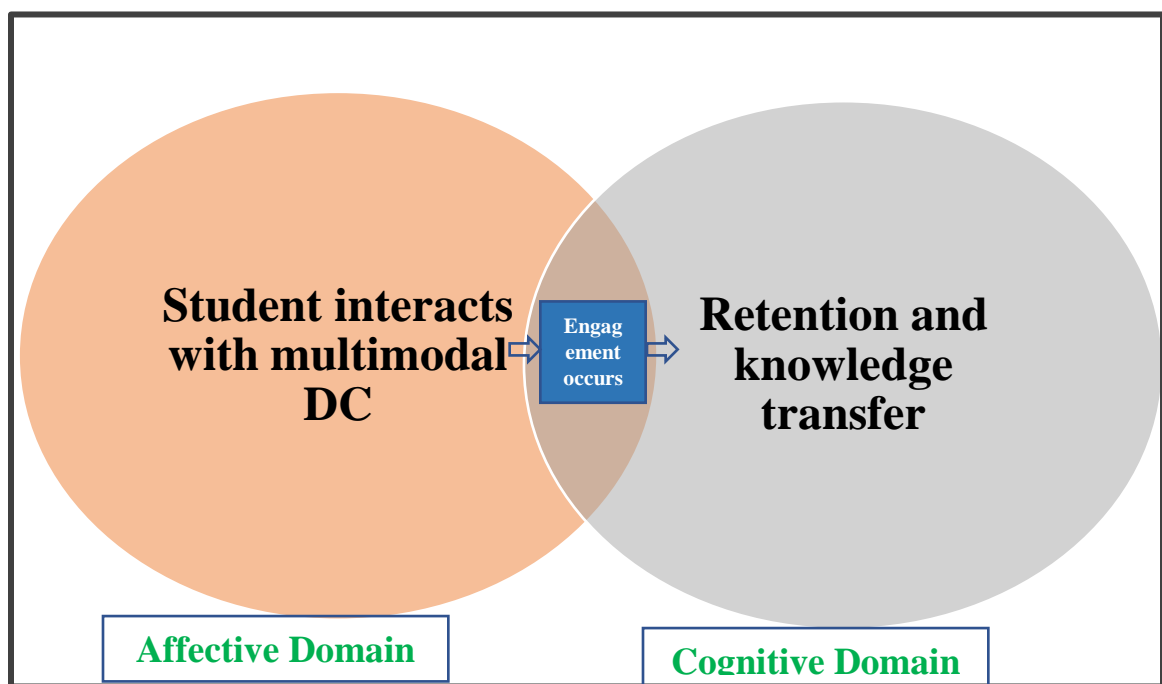 Student interacts
with multimodal
DC
Engag
ement
occurs
Retention and
knowledge
transfer
Affective Domain
Cognitive Domain